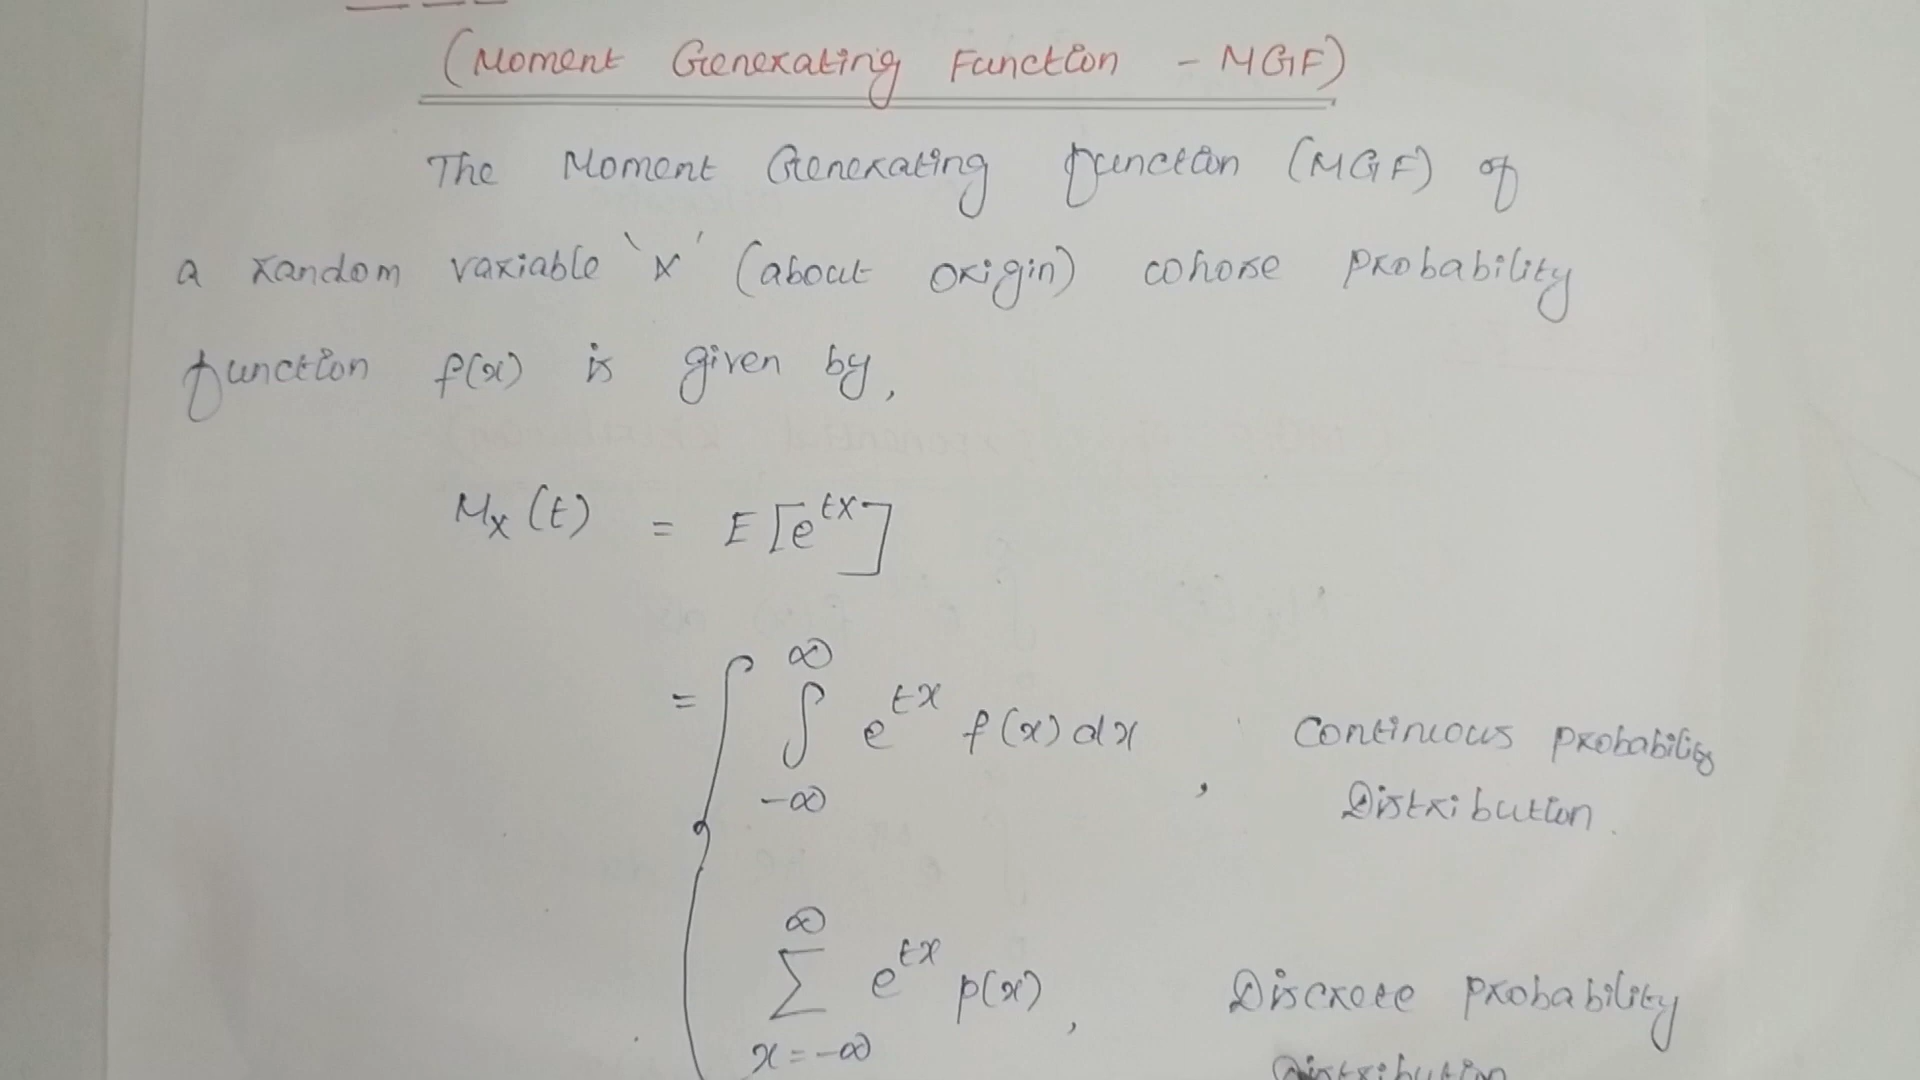 (Moment Generating Function - MGF)
The Moment Generating function (MGF) of
a random variable 'X' (about origin) whose probability
function f(x) is given by,
Mₓ(t) = E[e^{tX}]
= { ∫_{-∞}^{∞} e^{tx} f(x) dx , Continuous probability
Distribution.
∑_{x=-∞}^{∞} e^{tx} p(x), Discrete probability
Distribution